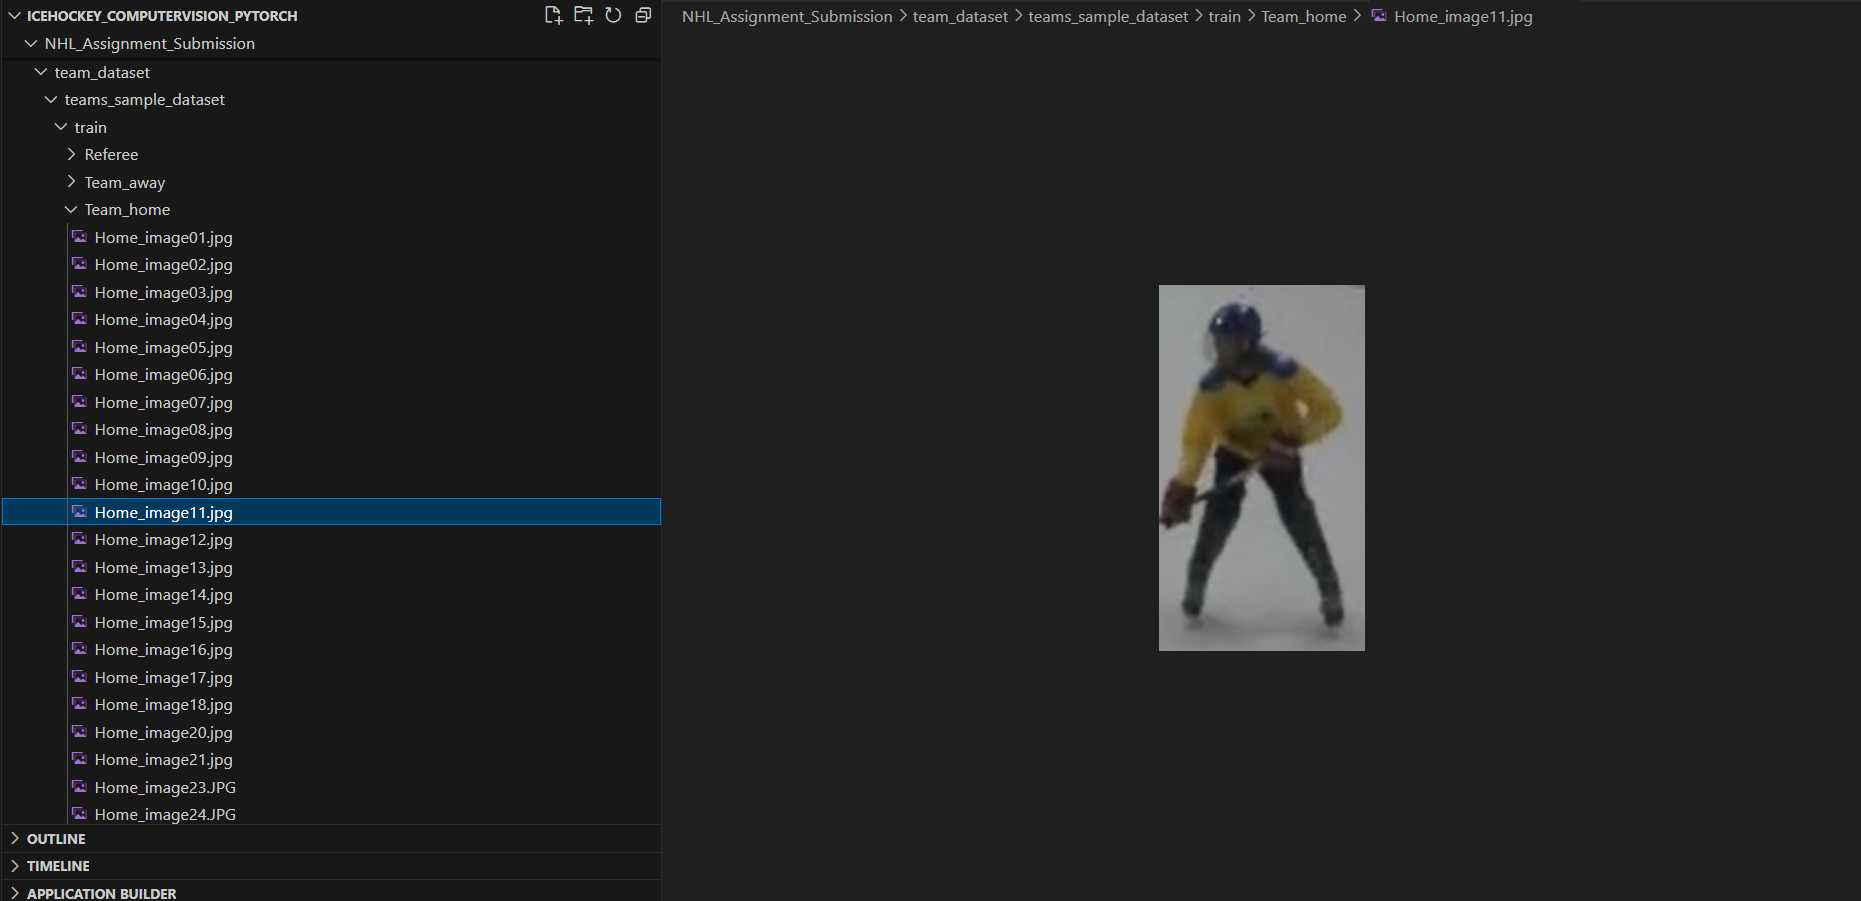 ICEHOCKEY_COMPUTERVISION_PYTORCH
NHL_Assignment_Submission
team_dataset
teams_sample_dataset
train
Referee
Team_away
Team_home
Home_image01.jpg
Home_image02.jpg
Home_image03.jpg
Home_image04.jpg
Home_image05.jpg
Home_image06.jpg
Home_image07.jpg
Home_image08.jpg
Home_image09.jpg
Home_image10.jpg
Home_image11.jpg
Home_image12.jpg
Home_image13.jpg
Home_image14.jpg
Home_image15.jpg
Home_image16.jpg
Home_image17.jpg
Home_image18.jpg
Home_image20.jpg
Home_image21.jpg
Home_image23.JPG
Home_image24.JPG
OUTLINE
TIMELINE
APPLICATION BUILDER
NHL_Assignment_Submission > team_dataset > teams_sample_dataset > train > Team_home > Home_image11.jpg